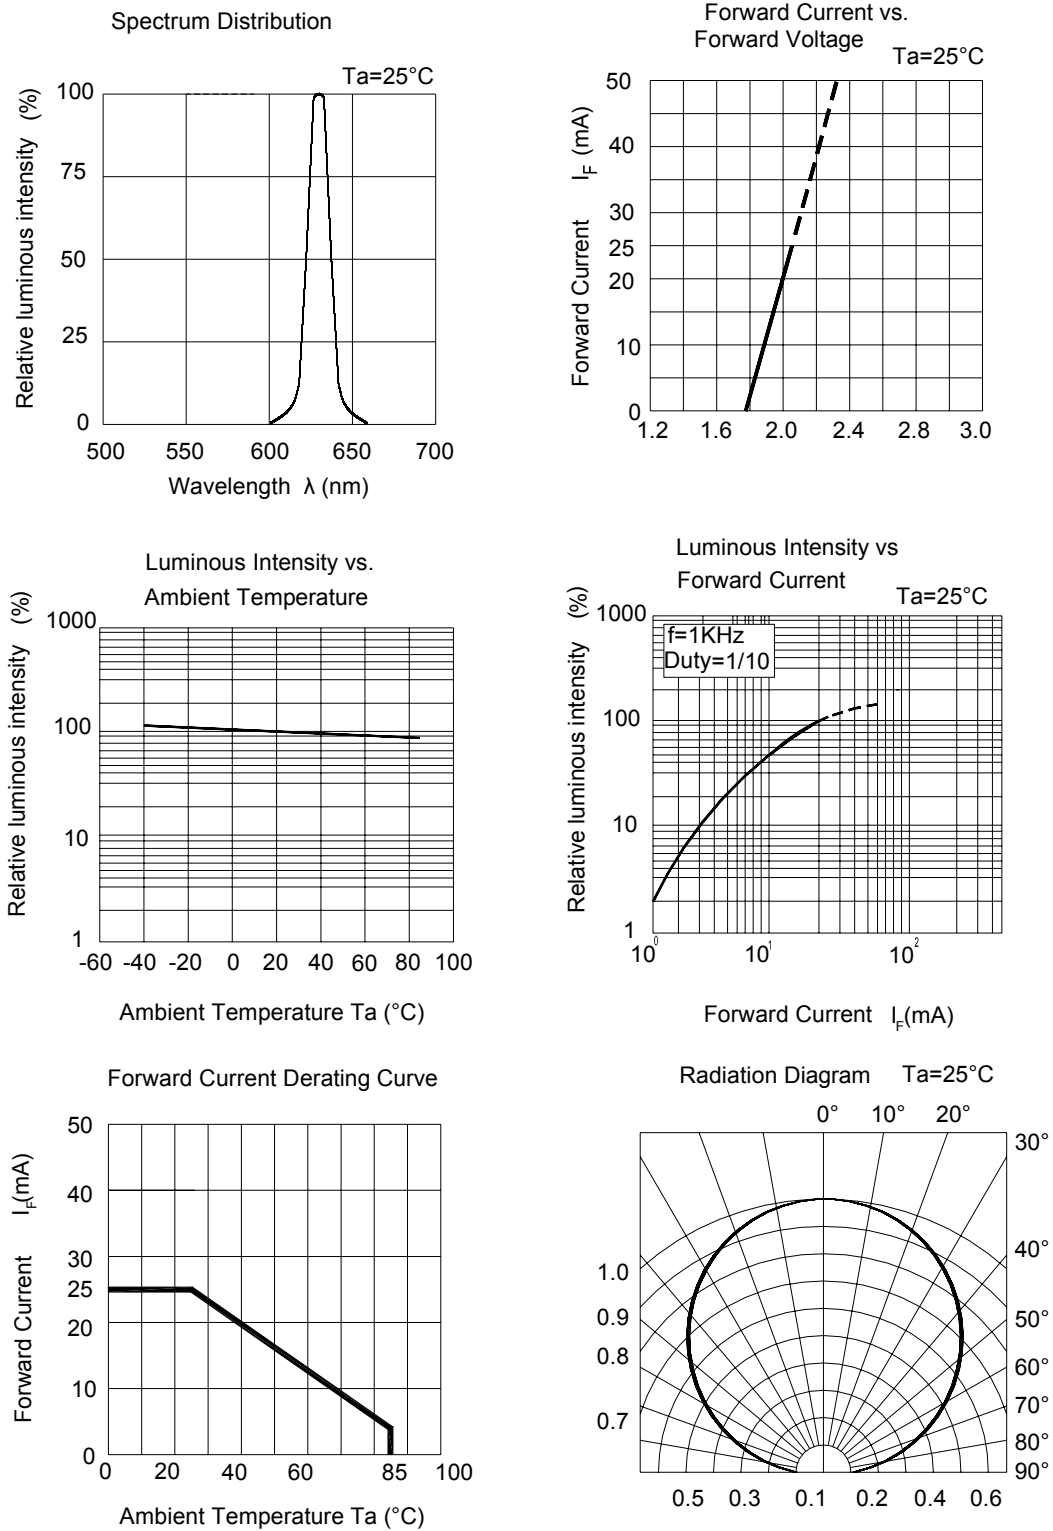 Spectrum Distribution
Ta=25°C
Relative luminous intensity (%)
100
75
50
25
0
500 550 600 650 700
Wavelength λ (nm)
Forward Current vs.
Forward Voltage
Ta=25°C
Forward Current IF (mA)
50
40
30
25
20
10
0
1.2 1.6 2.0 2.4 2.8 3.0
Luminous Intensity vs.
Ambient Temperature
Relative luminous intensity (%)
1000
100
10
1
-60 -40 -20 0 20 40 60 80 100
Ambient Temperature Ta (°C)
Luminous Intensity vs
Forward Current
Ta=25°C
f=1KHz
Duty=1/10
Relative luminous intensity (%)
1000
100
10
1
10⁰ 10¹ 10²
Forward Current IF(mA)
Forward Current Derating Curve
Forward Current IF(mA)
50
40
30
25
20
10
0
0 20 40 60 85 100
Ambient Temperature Ta (°C)
Radiation Diagram Ta=25°C
0° 10° 20°
30°
40°
50°
60°
70°
80°
90°
1.0
0.9
0.8
0.7
0.5 0.3 0.1 0.2 0.4 0.6